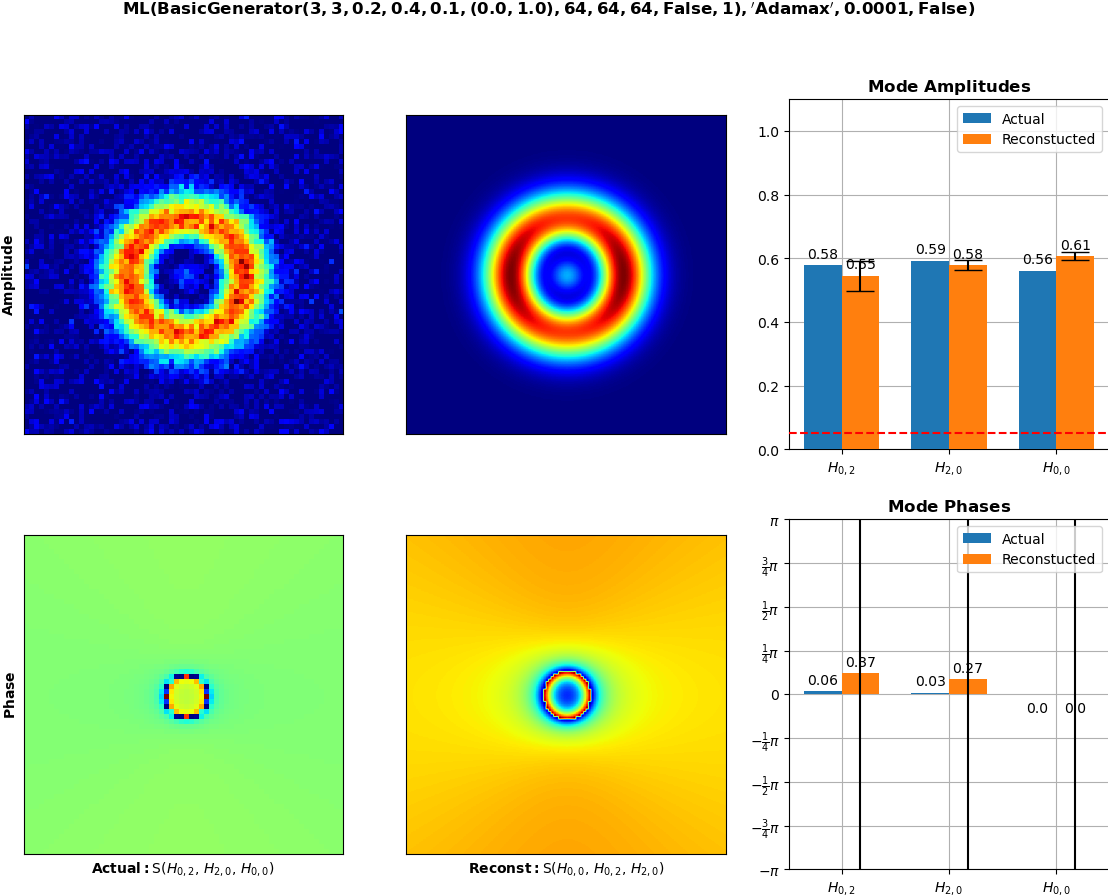 ML(BasicGenerator(3, 3, 0.2, 0.4, 0.1, (0.0, 1.0), 64, 64, 64, False, 1), ′Adamax′, 0.0001, False)
Amplitude
Mode Amplitudes
Actual
Reconstucted
1.0
0.8
0.6
0.4
0.2
0.0
0.58
0.55
0.59
0.58
0.56
0.61
H0,2
H2,0
H0,0
Phase
Actual: S(H0,2, H2,0, H0,0)
Reconst: S(H0,0, H0,2, H2,0)
Mode Phases
Actual
Reconstucted
π
3/4π
1/2π
1/4π
0
−1/4π
−1/2π
−3/4π
−π
0.06
0.37
0.03
0.27
0.0
0.0
H0,2
H2,0
H0,0